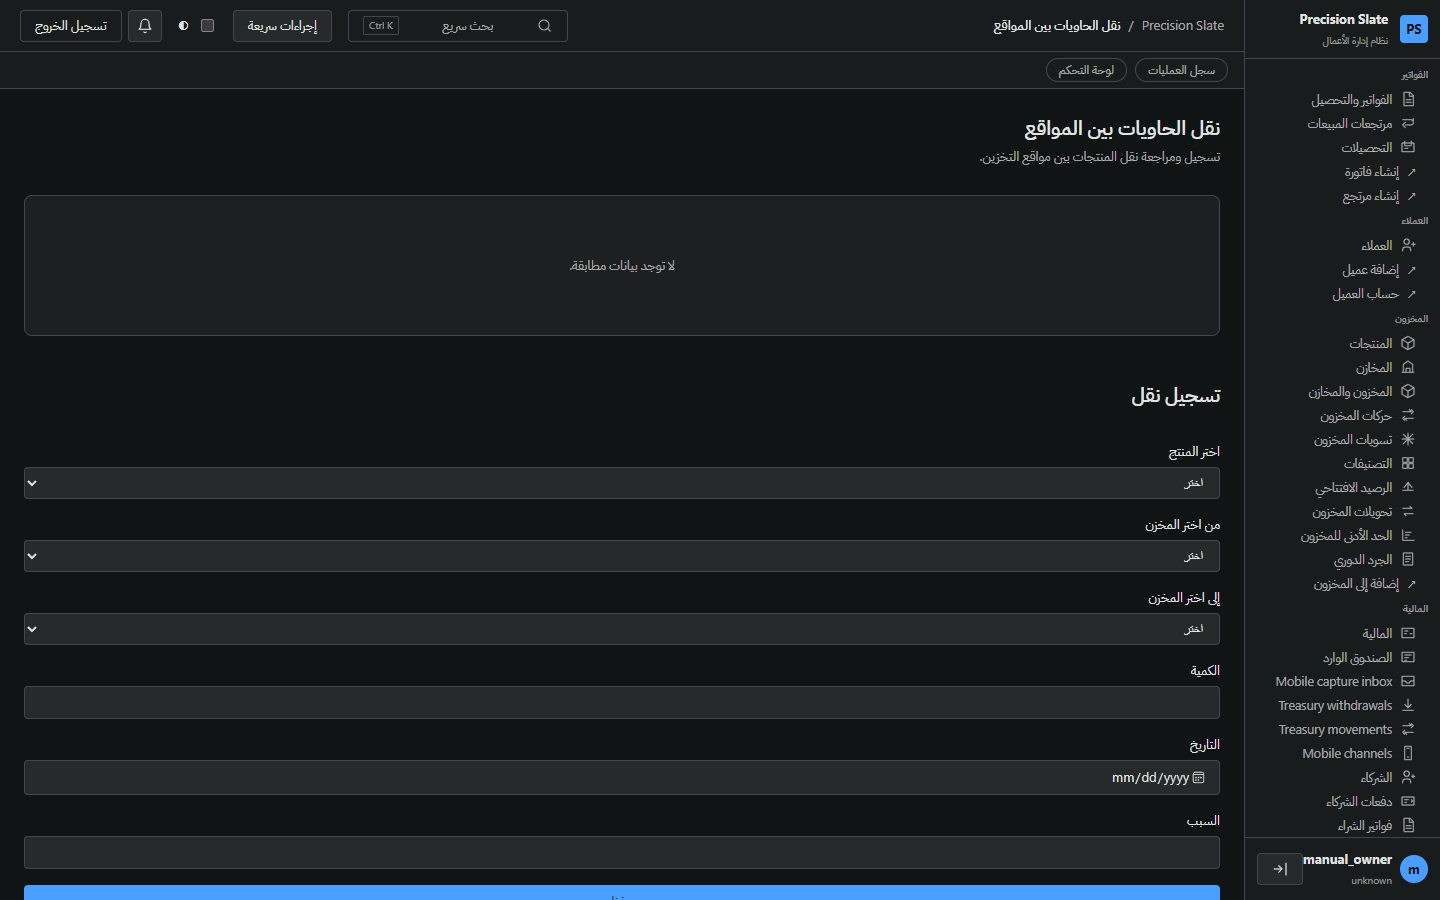 Precision Slate
نظام إدارة الأعمال
PS
Precision Slate / نقل الحاويات بين المواقع
بحث سريع
Ctrl K
إجراءات سريعة
تسجيل الخروج
سجل العمليات
لوحة التحكم
نقل الحاويات بين المواقع
تسجيل ومراجعة نقل المنتجات بين مواقع التخزين.
لا توجد بيانات مطابقة.
تسجيل نقل
اختر المنتج
اختر
من اختر المخزن
اختر
إلى اختر المخزن
اختر
الكمية
التاريخ
mm/dd/yyyy
السبب
الفواتير
الفواتير والتحصيل
مرتجعات المبيعات
التحصيلات
إنشاء فاتورة
إنشاء مرتجع
العملاء
العملاء
إضافة عميل
حساب العميل
المخزون
المنتجات
المخازن
المخزون والمخازن
حركات المخزون
تسويات المخزون
التصنيفات
الرصيد الافتتاحي
تحويلات المخزون
الحد الأدنى للمخزون
الجرد الدوري
إضافة إلى المخزون
المالية
المالية
الصندوق الوارد
Mobile capture inbox
Treasury withdrawals
Treasury movements
Mobile channels
الشركاء
دفعات الشركاء
فواتير الشراء
manual_owner
unknown
m